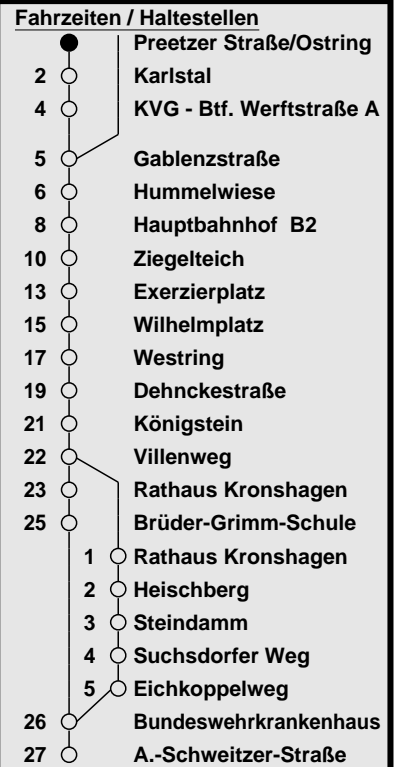 Fahrzeiten / Haltestellen
Preetzer Straße/Ostring
2 Karlstal
4 KVG - Btf. Werftstraße A
5 Gablenzstraße
6 Hummelwiese
8 Hauptbahnhof B2
10 Ziegelteich
13 Exerzierplatz
15 Wilhelmplatz
17 Westring
19 Dehnckestraße
21 Königstein
22 Villenweg
23 Rathaus Kronshagen
25 Brüder-Grimm-Schule
1 Rathaus Kronshagen
2 Heischberg
3 Steindamm
4 Suchsdorfer Weg
5 Eichkoppelweg
26 Bundeswehrkrankenhaus
27 A.-Schweitzer-Straße